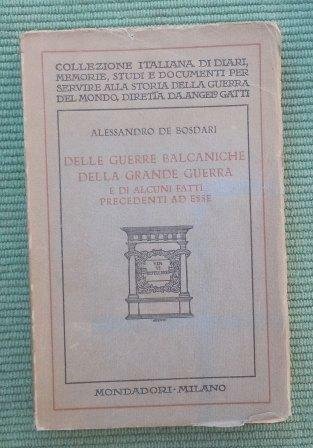 COLLEZIONE ITALIANA DI DIARI,
MEMORIE, STUDI E DOCUMENTI PER
SERVIRE ALLA STORIA DELLA GUERRA
DEL MONDO, DIRETTA DA ANGELO GATTI
ALESSANDRO DE BOSDARI
DELLE GUERRE BALCANICHE
DELLA GRANDE GUERRA
E DI ALCUNI FATTI
PRECEDENTI AD ESSE
MONDADORI · MILANO